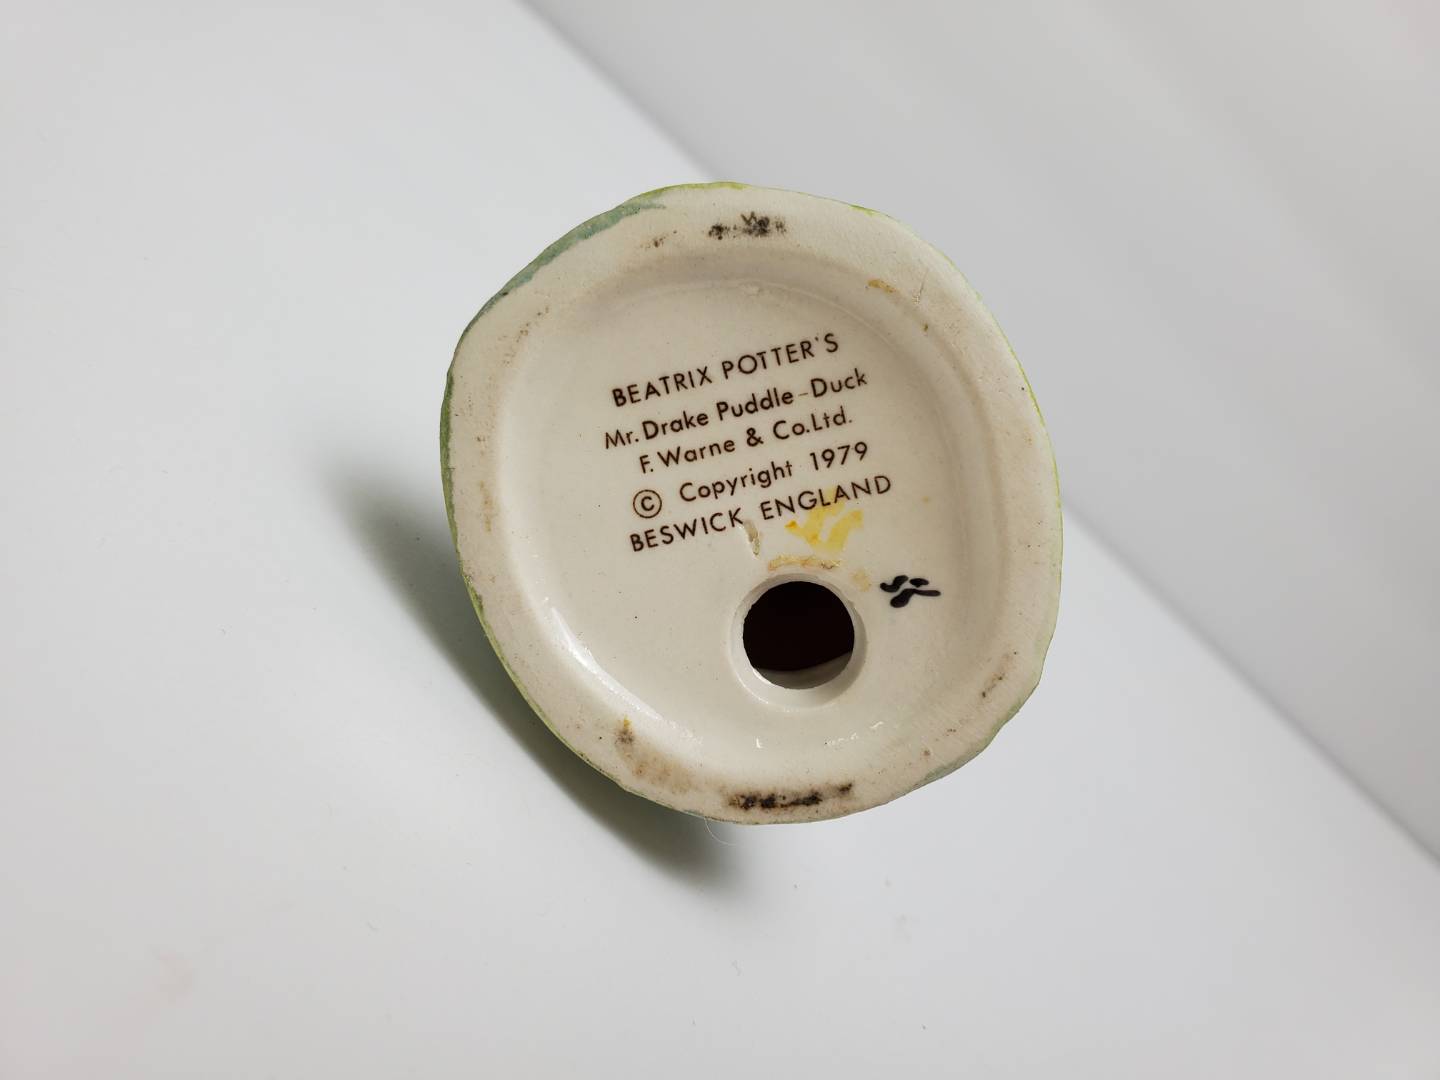 BEATRIX POTTER'S
Mr. Drake Puddle-Duck
F. Warne & Co.Ltd.
© Copyright 1979
BESWICK ENGLAND